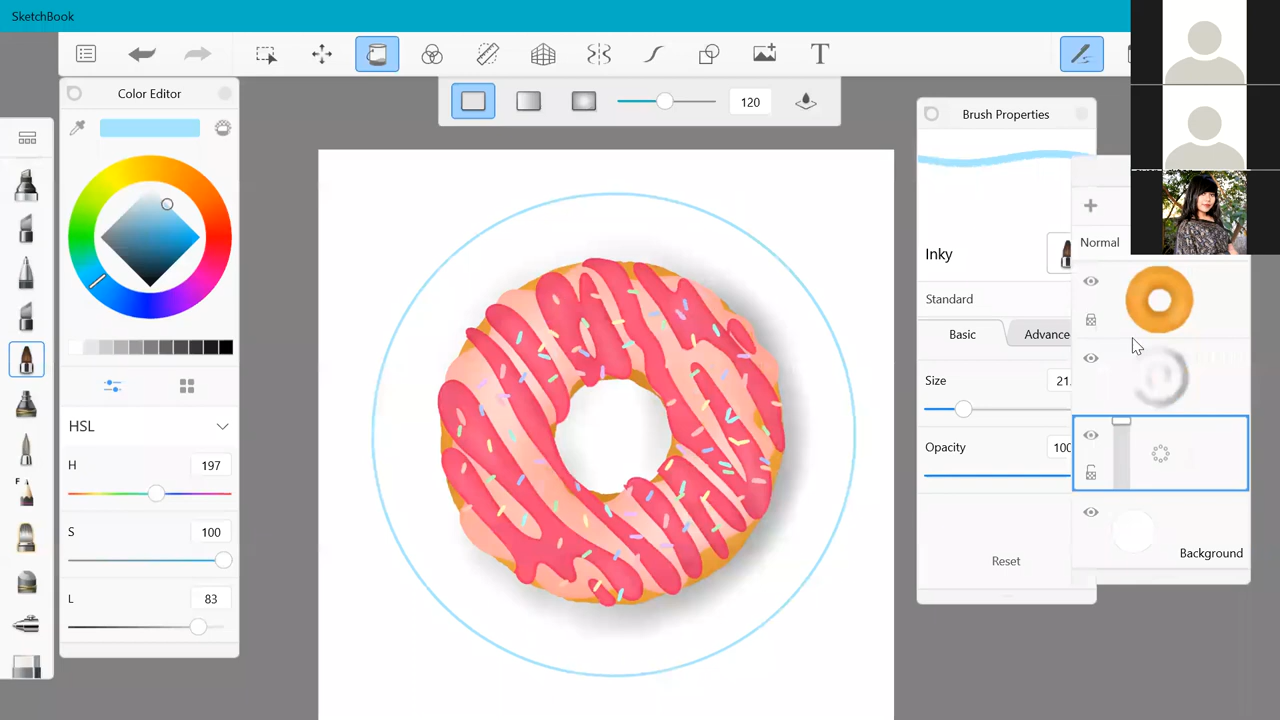 SketchBook
T
120
Color Editor
HSL
H
197
S
100
L
83
F
Brush Properties
Inky
Standard
Basic
Advance
Size
21.
Opacity
100
Reset
Normal
Background